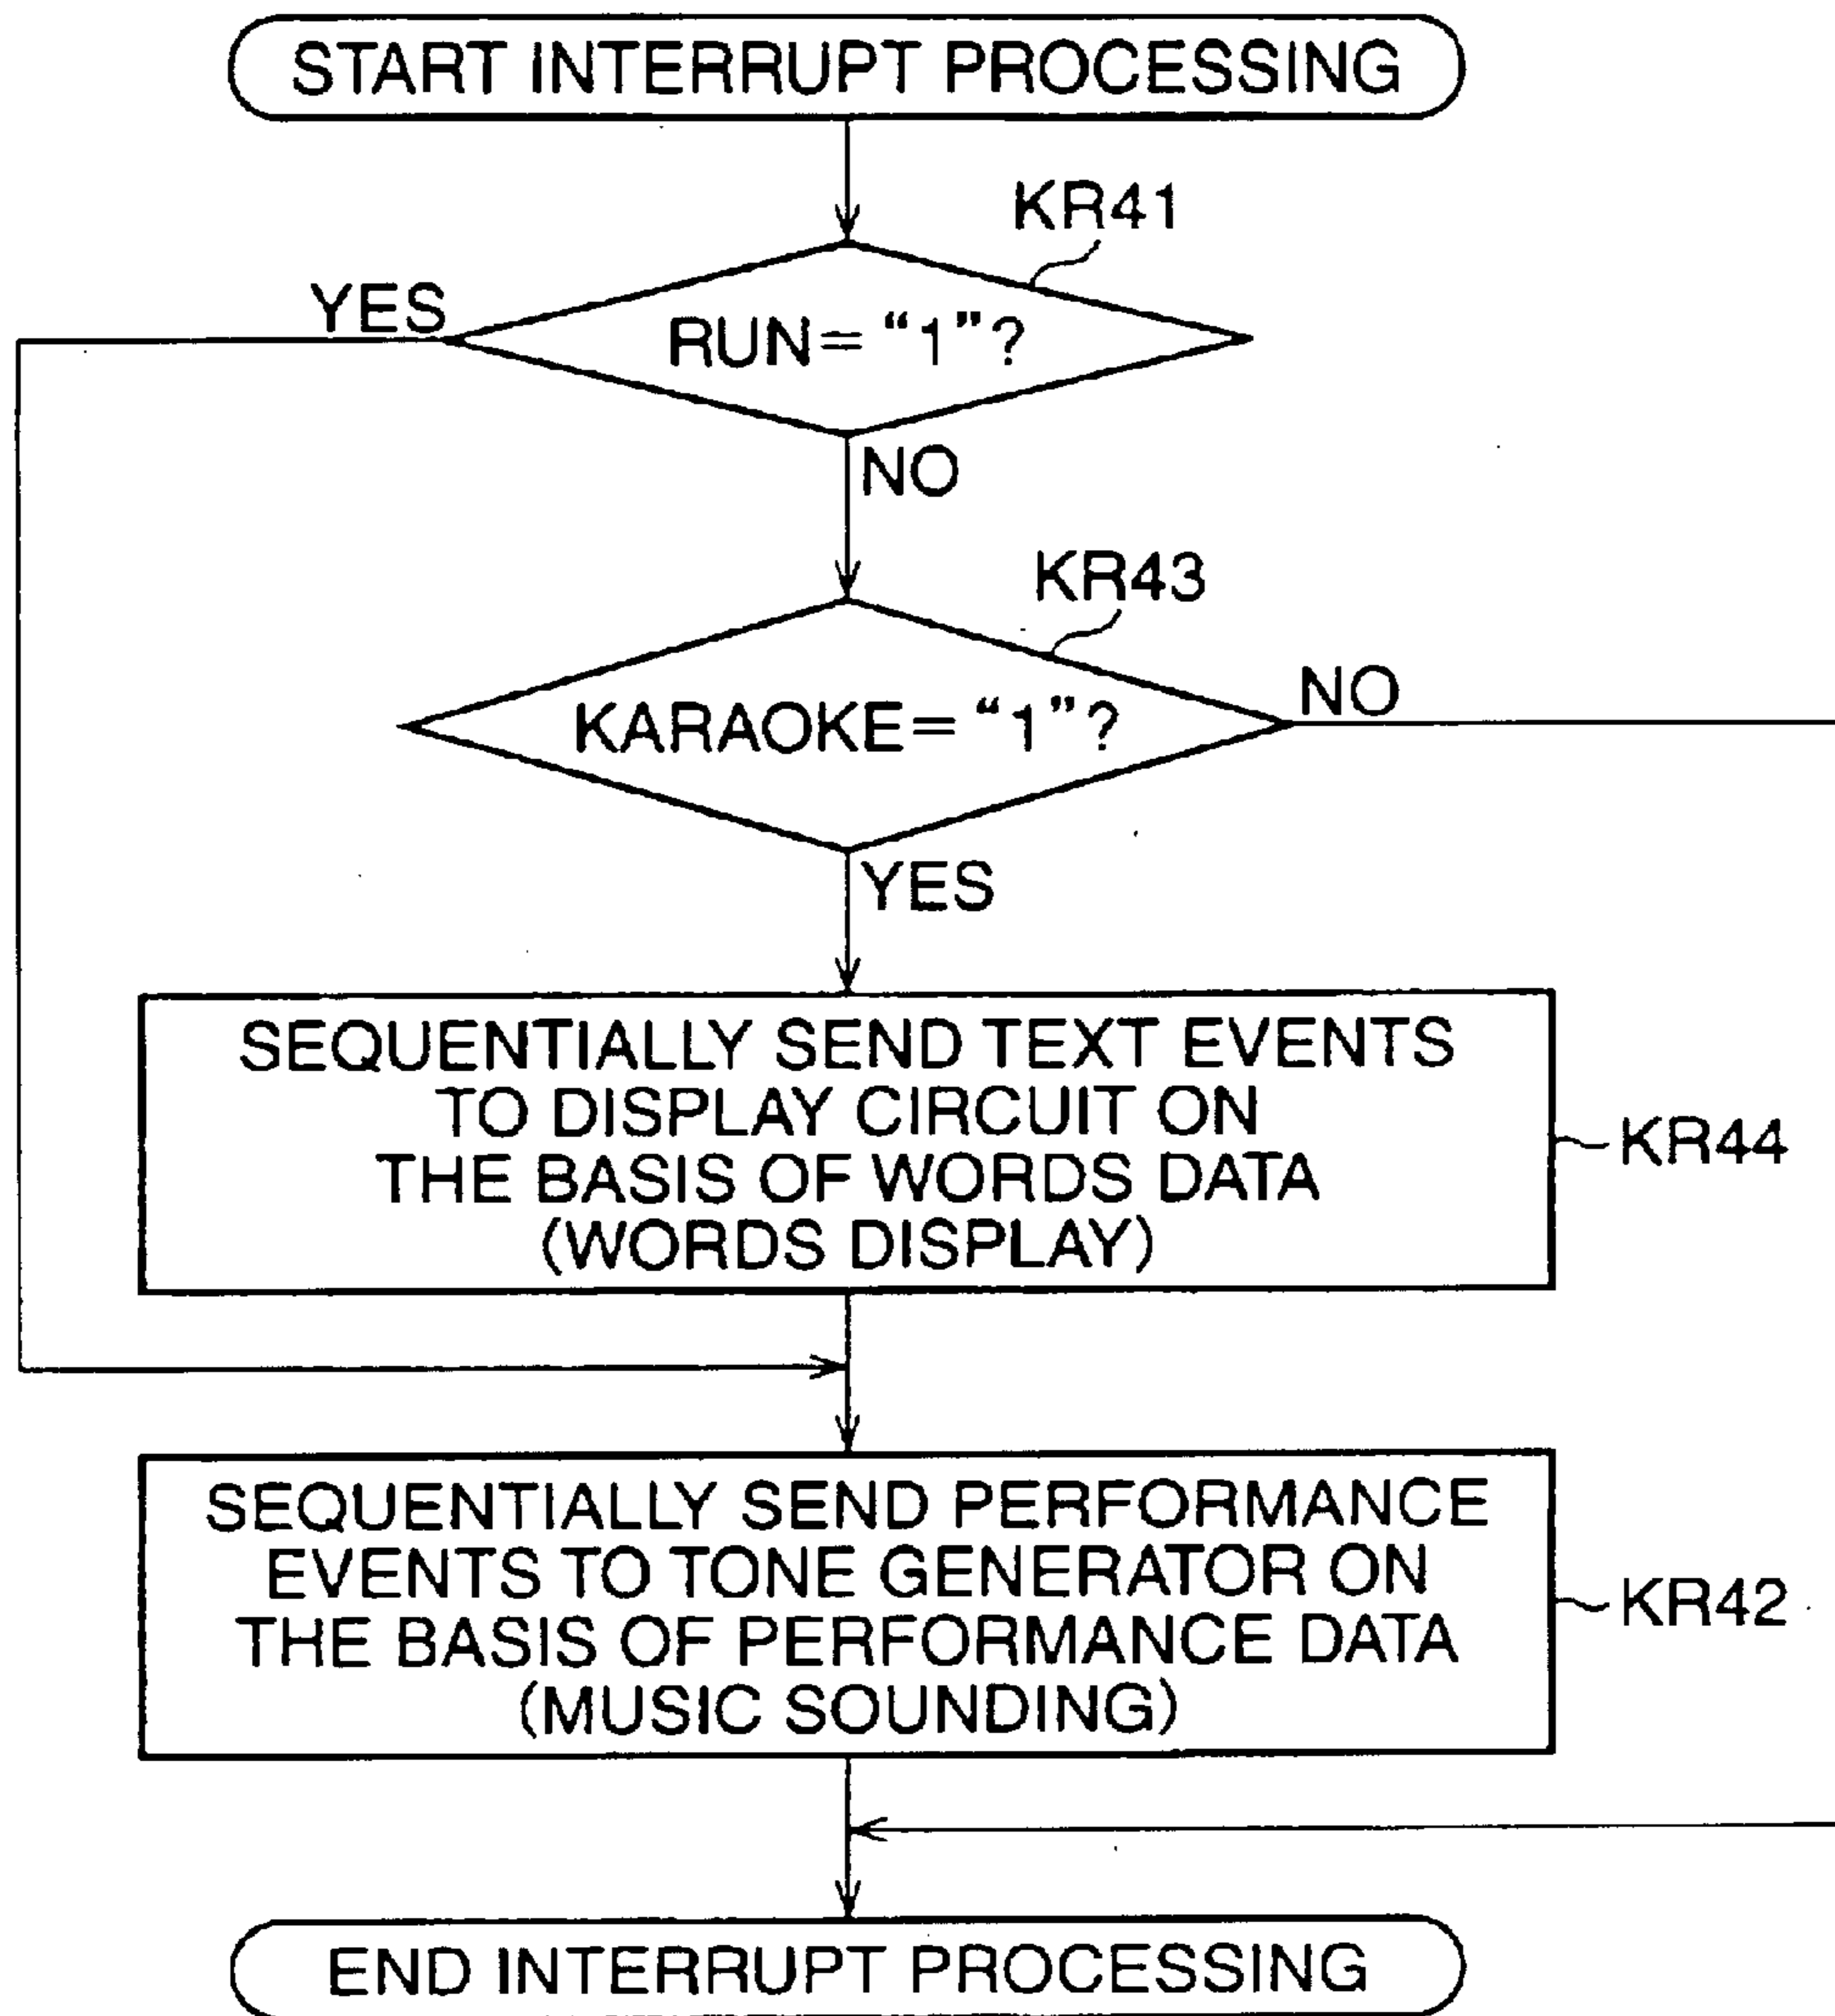 START INTERRUPT PROCESSING
KR41
YES
RUN= “1”?
NO
KR43
NO
KARAOKE= “1”?
YES
SEQUENTIALLY SEND TEXT EVENTS
TO DISPLAY CIRCUIT ON
THE BASIS OF WORDS DATA
(WORDS DISPLAY)
KR44
SEQUENTIALLY SEND PERFORMANCE
EVENTS TO TONE GENERATOR ON
THE BASIS OF PERFORMANCE DATA
(MUSIC SOUNDING)
KR42
END INTERRUPT PROCESSING